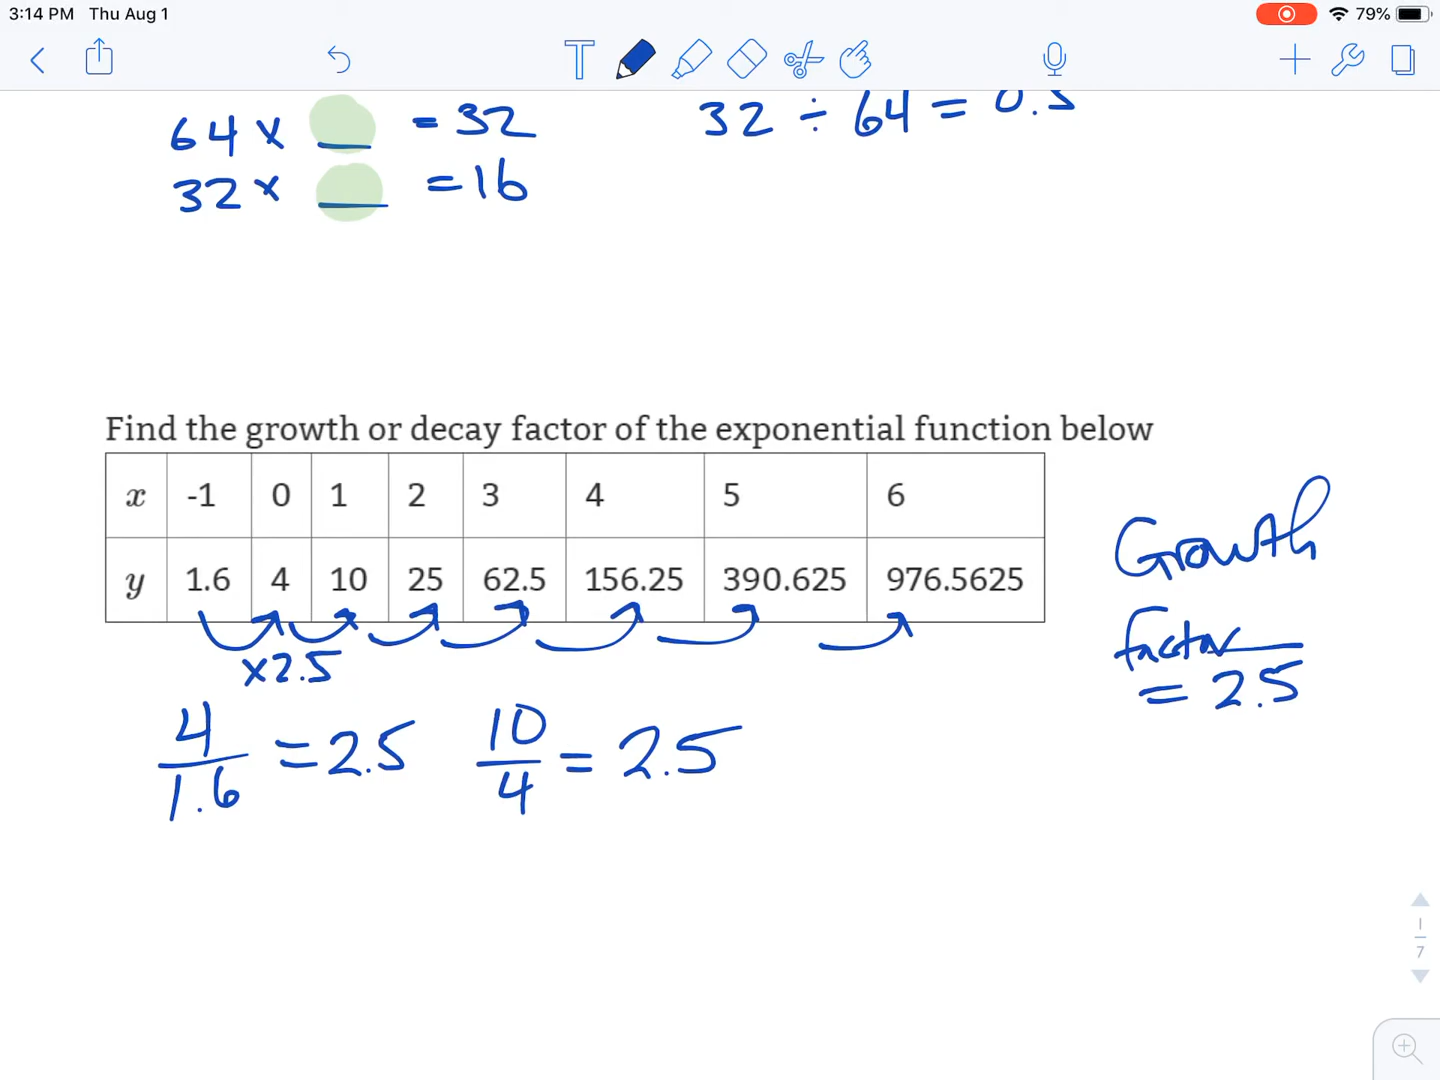 3:14 PM Thu Aug 1 79%
T
64 x __ = 32 32 ÷ 64 = 0.5
32 x __ = 16
Find the growth or decay factor of the exponential function below
x -1 0 1 2 3 4 5 6
y 1.6 4 10 25 62.5 156.25 390.625 976.5625
Growth
factor
= 2.5
x2.5
4/1.6 = 2.5 10/4 = 2.5
1
7